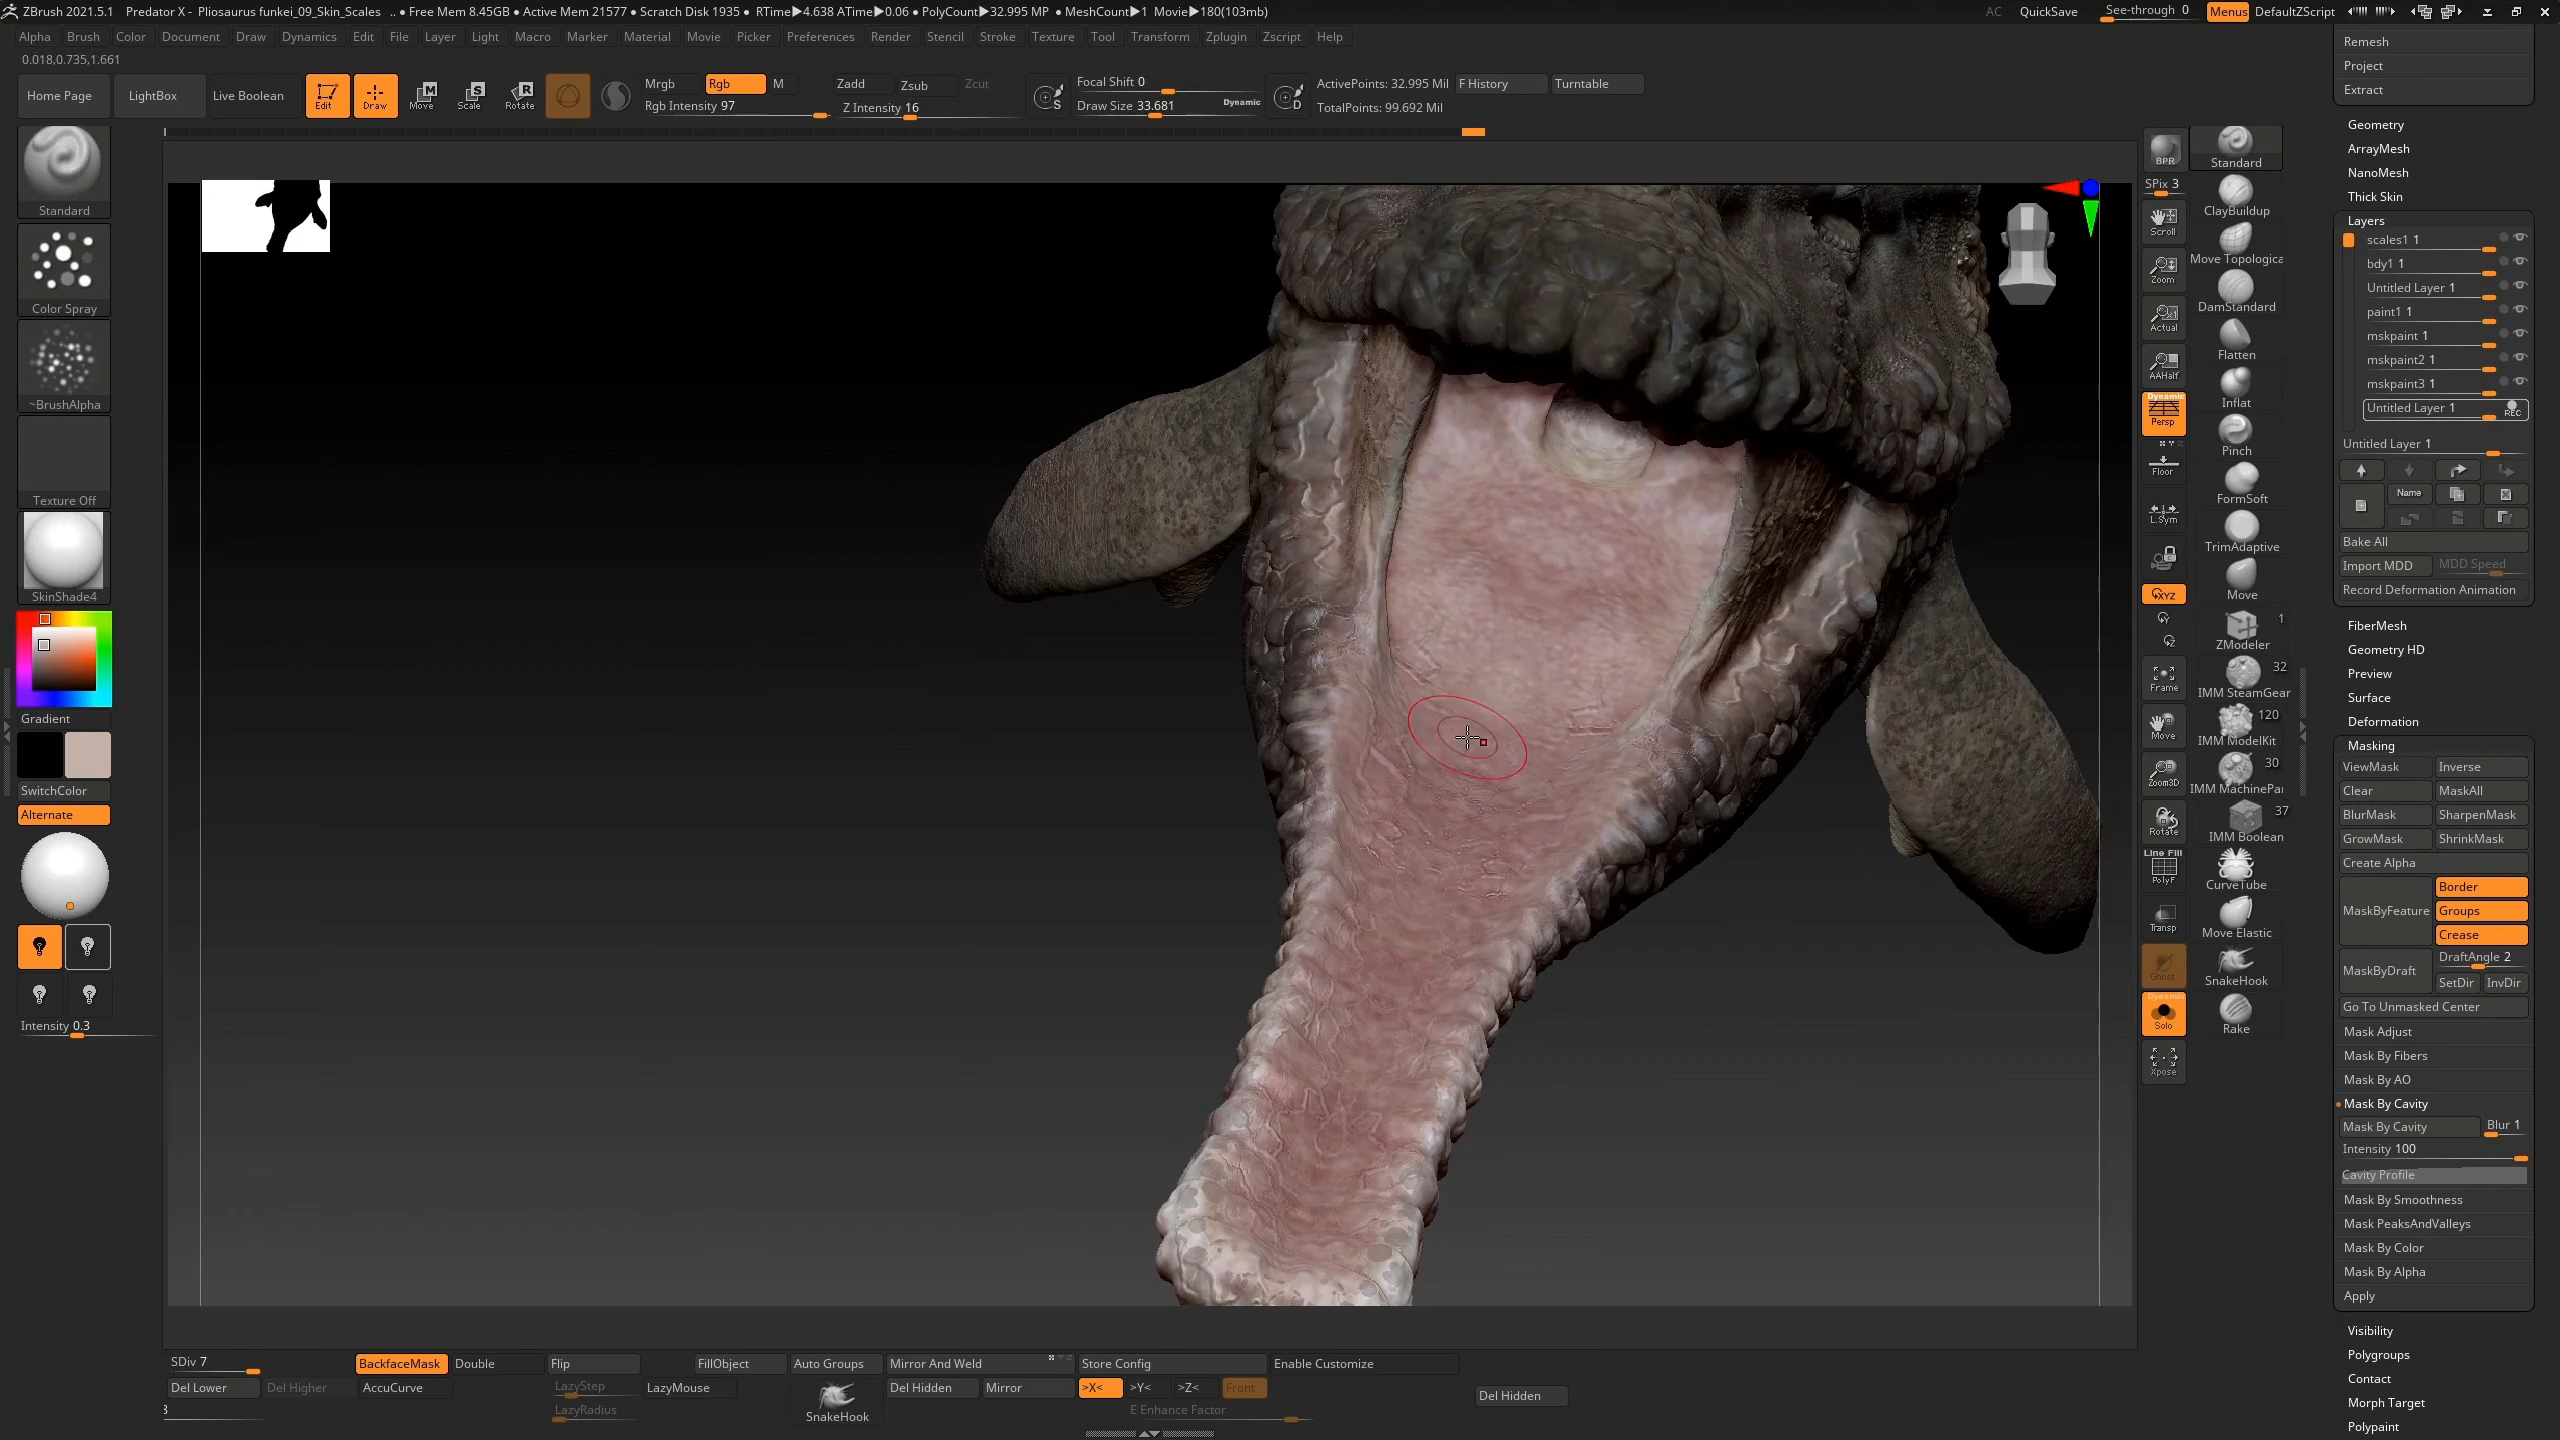 ZBrush 2021.5.1 Predator X - Pliosaurus funkei_09_Skin_Scales .. ● Free Mem 8.45GB ● Active Mem 21577 ● Scratch Disk 1935 ● RTime▶4.638 ATime▶0.06 ● PolyCount▶32.995 MP ● MeshCount▶1 Movie▶180(103mb) AC QuickSave See-through 0 Menus DefaultZScript
Alpha Brush Color Document Draw Dynamics Edit File Layer Light Macro Marker Material Movie Picker Preferences Render Stencil Stroke Texture Tool Transform Zplugin Zscript Help
0.018,0.735,1.661
Home Page LightBox Live Boolean Edit Draw Move Scale Rotate
Mrgb Rgb M Zadd Zsub Zcut Focal Shift 0 ActivePoints: 32.995 Mil F History Turntable
Rgb Intensity 97 Z Intensity 16 Draw Size 33.681 Dynamic TotalPoints: 99.692 Mil
Standard
Color Spray
~BrushAlpha
Texture Off
SkinShade4
Gradient
SwitchColor
Alternate
Intensity 0.3
BPR
SPix 3
Scroll
Zoom
Actual
AAHalf
Dynamic
Persp
Floor
L.Sym
XYZ
Frame
Move
Zoom3D
Rotate
Line Fill
PolyF
Transp
Ghost
Dynamic
Solo
Xpose
Standard
ClayBuildup
Move Topologica
DamStandard
Flatten
Inflat
Pinch
FormSoft
TrimAdaptive
Move
1
ZModeler
32
IMM SteamGear
120
IMM ModelKit
30
IMM MachinePar
37
IMM Boolean
CurveTube
Move Elastic
SnakeHook
Rake
Remesh
Project
Extract
Geometry
ArrayMesh
NanoMesh
Thick Skin
Layers
scales1 1
bdy1 1
Untitled Layer 1
paint1 1
mskpaint 1
mskpaint2 1
mskpaint3 1
Untitled Layer 1 REC
Untitled Layer 1
Name
Bake All
Import MDD MDD Speed
Record Deformation Animation
FiberMesh
Geometry HD
Preview
Surface
Deformation
Masking
ViewMask Inverse
Clear MaskAll
BlurMask SharpenMask
GrowMask ShrinkMask
Create Alpha
MaskByFeature Border
Groups
Crease
MaskByDraft DraftAngle 2
SetDir InvDir
Go To Unmasked Center
Mask Adjust
Mask By Fibers
Mask By AO
Mask By Cavity
Mask By Cavity Blur 1
Intensity 100
Cavity Profile
Mask By Smoothness
Mask PeaksAndValleys
Mask By Color
Mask By Alpha
Apply
Visibility
Polygroups
Contact
Morph Target
Polypaint
SDiv 7 BackfaceMask Double Flip FillObject Auto Groups Mirror And Weld Store Config Enable Customize
Del Lower Del Higher AccuCurve LazyStep LazyMouse Del Hidden Mirror >X< >Y< >Z< Front Del Hidden
LazyRadius SnakeHook E Enhance Factor